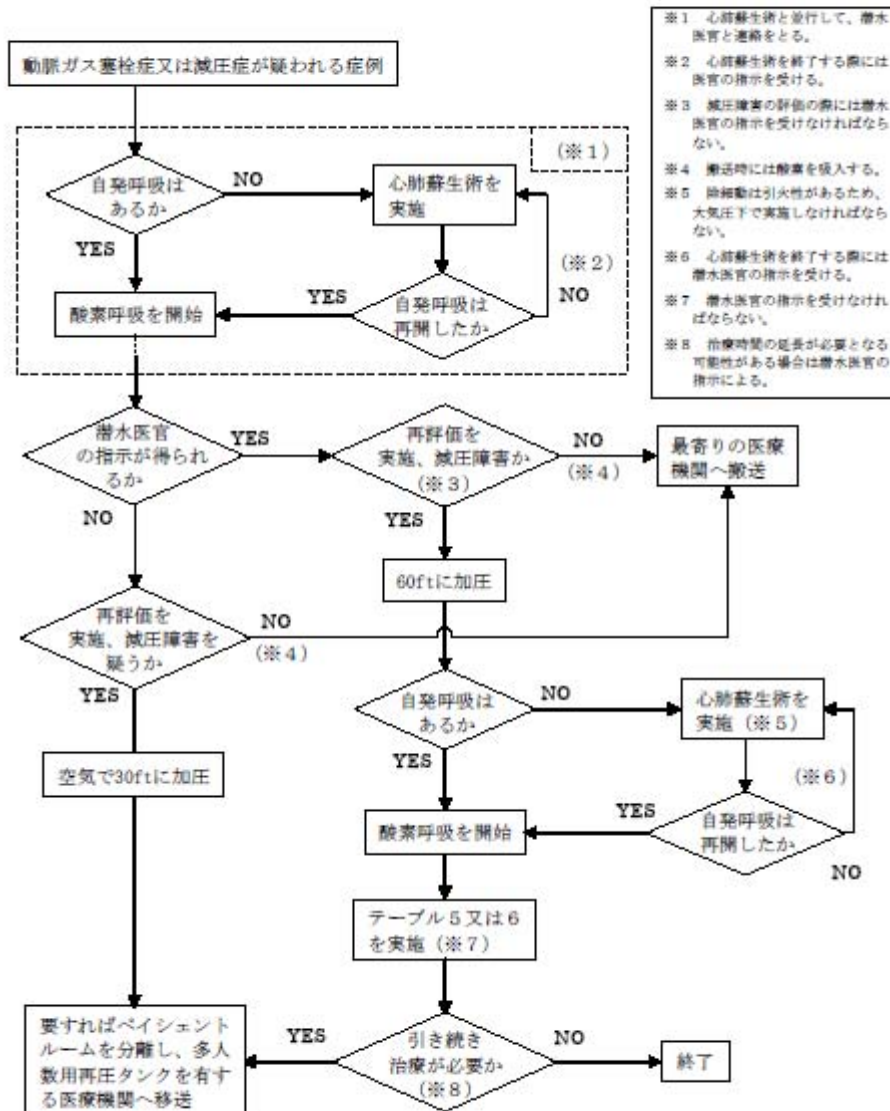 動脈ガス塞栓症又は減圧症が疑われる症例
※1 心肺蘇生術と並行して、潜水
医官と連絡をとる。
※2 心肺蘇生術を終了する際には
医官の指示を受ける。
※3 減圧障害の評価の際には潜水
医官の指示を受けなければなら
ない。
※4 搬送時には酸素を吸入する。
※5 除細動は引火性があるため、
大気圧下で実施しなければなら
ない。
※6 心肺蘇生術を終了する際には
潜水医官の指示を受ける。
※7 潜水医官の指示を受けなけれ
ばならない。
※8 治療時間の延長が必要となる
可能性がある場合は潜水医官の
指示による。
(※1)
自発呼吸は
あるか
NO
YES
心肺蘇生術を
実施
(※2)
自発呼吸は
再開したか
YES
NO
酸素呼吸を開始
潜水医官
の指示が得られ
るか
YES
NO
再評価を
実施、減圧障害か
(※3)
NO
(※4)
YES
最寄りの医療
機関へ搬送
60ftに加圧
再評価を
実施、減圧障害を
疑うか
NO
(※4)
YES
自発呼吸は
あるか
NO
YES
心肺蘇生術を
実施(※5)
(※6)
空気で30ftに加圧
自発呼吸は
再開したか
YES
NO
酸素呼吸を開始
テーブル5又は6
を実施(※7)
引き続き
治療が必要か
(※8)
YES
NO
終了
要すればペイシェント
ルームを分離し、多人
数用再圧タンクを有す
る医療機関へ移送